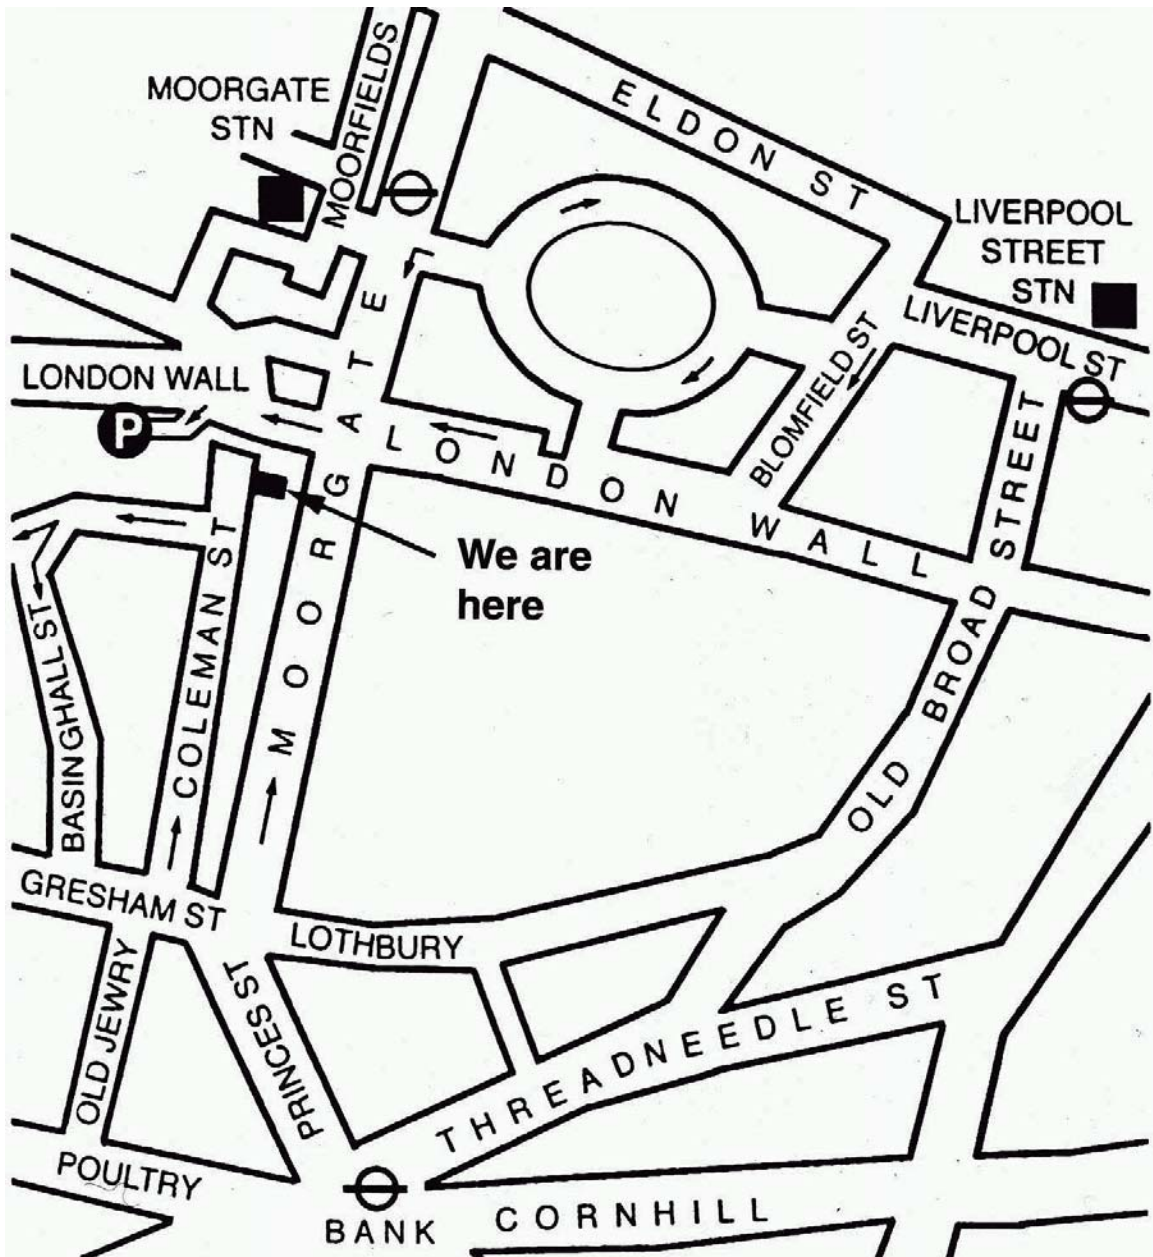 MOORFIELDS
MOORGATE
STN
ELDON ST
LIVERPOOL
STREET
STN
LIVERPOOL ST
BLOMFIELD ST
LONDON WALL
P
MOORGATE
LONDON WALL
OLD BROAD STREET
We are
here
COLEMAN ST
BASINGHALL ST
GRESHAM ST
LOTHBURY
PRINCES ST
OLD JEWRY
THREADNEEDLE ST
POULTRY
BANK
CORNHILL